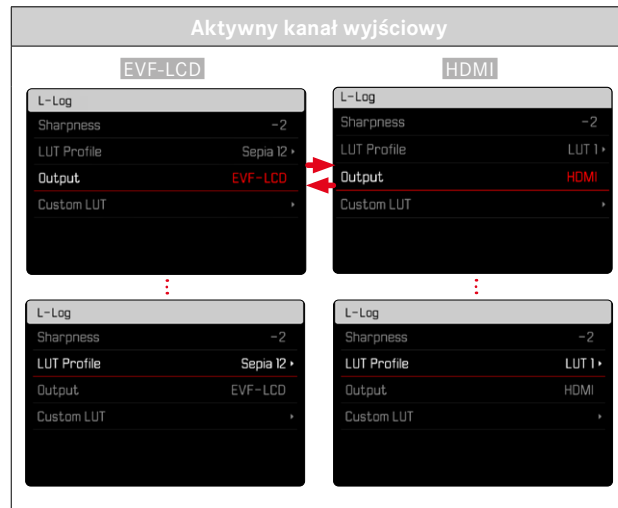 Aktywny kanał wyjściowy
EVF-LCD
L-Log
Sharpness -2
LUT Profile Sepia 12
Output EVF-LCD
Custom LUT
HDMI
L-Log
Sharpness -2
LUT Profile LUT 1
Output HDMI
Custom LUT
L-Log
Sharpness -2
LUT Profile Sepia 12
Output EVF-LCD
Custom LUT
L-Log
Sharpness -2
LUT Profile LUT 1
Output HDMI
Custom LUT